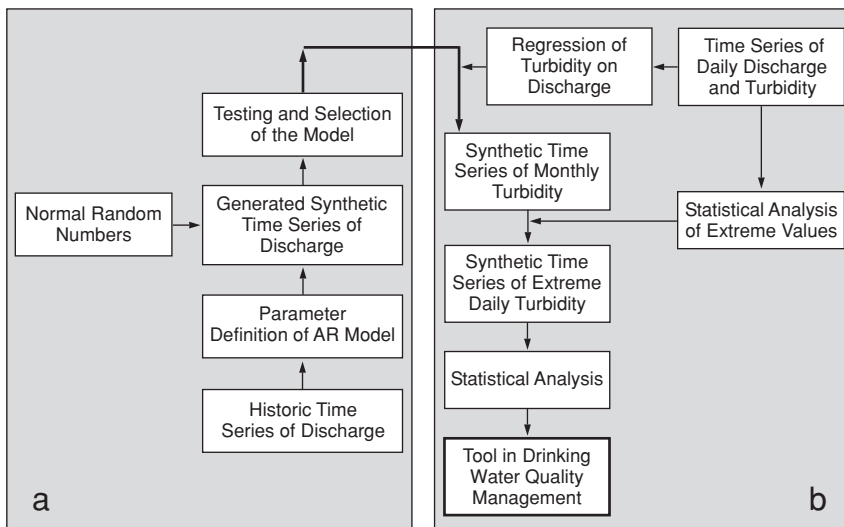 Testing and Selection
of the Model
Normal Random
Numbers
Generated Synthetic
Time Series of
Discharge
Parameter
Definition of AR Model
Historic Time
Series of Discharge
a
Regression of
Turbidity on
Discharge
Time Series of
Daily Discharge
and Turbidity
Synthetic Time
Series of Monthly
Turbidity
Statistical Analysis
of Extreme Values
Synthetic Time
Series of Extreme
Daily Turbidity
Statistical Analysis
Tool in Drinking
Water Quality
Management
b